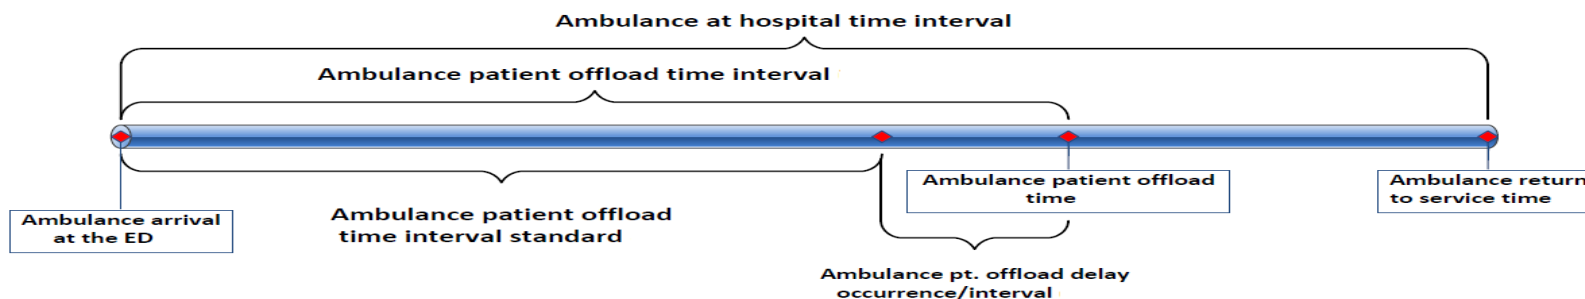 Ambulance at hospital time interval
Ambulance patient offload time interval
Ambulance patient offload
time
Ambulance return
to service time
Ambulance arrival
at the ED
Ambulance patient offload
time interval standard
Ambulance pt. offload delay
occurrence/interval